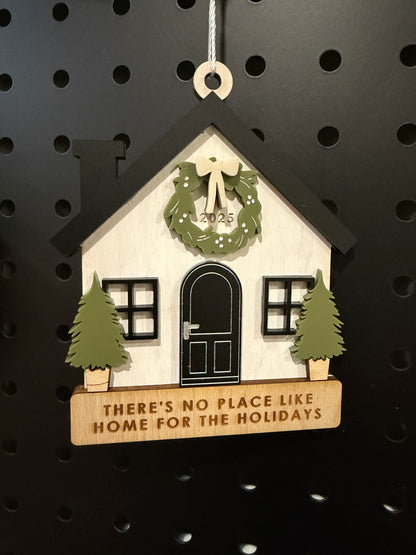 2025
THERE'S NO PLACE LIKE
HOME FOR THE HOLIDAYS